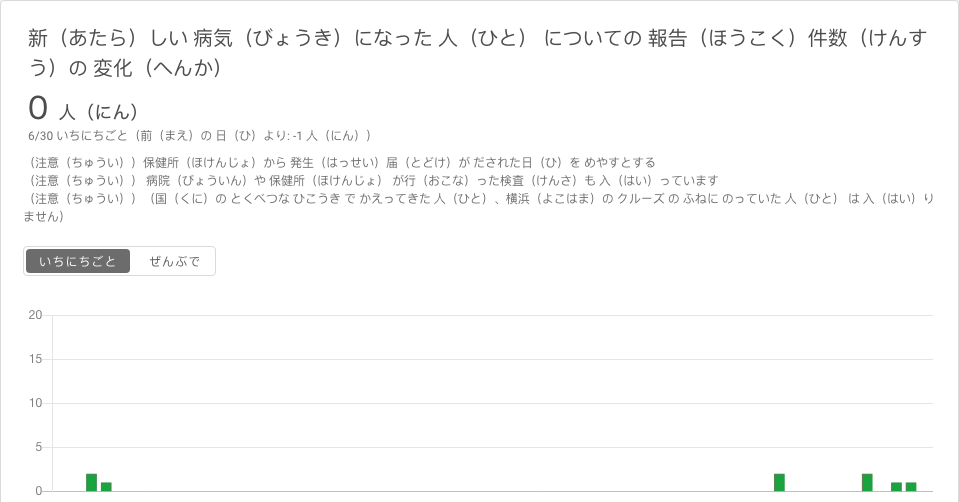 新（あたら）しい 病気（びょうき）になった 人（ひと） についての 報告（ほうこく）件数（けんす
う）の 変化（へんか）
0 人（にん）
6/30 いちにちごと（前（まえ）の 日（ひ）より: -1 人（にん））
（注意（ちゅうい））保健所（ほけんじょ）から 発生（はっせい）届（とどけ）が だされた日（ひ）を めやすとする
（注意（ちゅうい）） 病院（びょういん）や 保健所（ほけんじょ） が行（おこな）った検査（けんさ）も 入（はい）っています
（注意（ちゅうい））（国（くに）の とくべつな ひこうき で かえってきた 人（ひと）、横浜（よこはま）の クルーズ の ふねに のっていた 人（ひと） は 入（はい）り
ません）
いちにちごと ぜんぶで
20
15
10
5
0